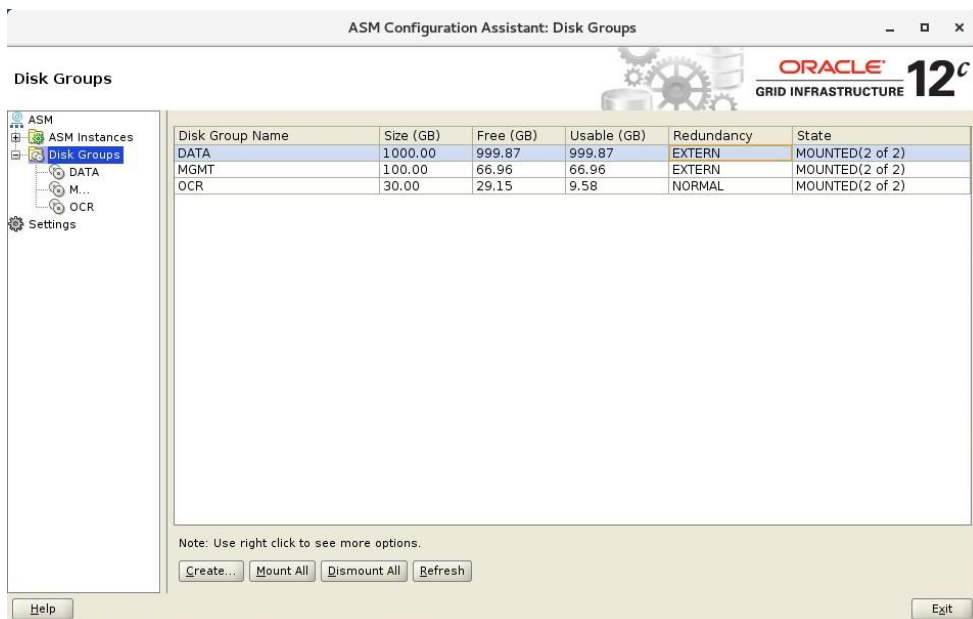 ASM Configuration Assistant: Disk Groups
Disk Groups
ORACLE
GRID INFRASTRUCTURE
12c
ASM
ASM Instances
Disk Groups
DATA
M...
OCR
Settings
Disk Group Name Size (GB) Free (GB) Usable (GB) Redundancy State
DATA 1000.00 999.87 999.87 EXTERN MOUNTED(2 of 2)
MGMT 100.00 66.96 66.96 EXTERN MOUNTED(2 of 2)
OCR 30.00 29.15 9.58 NORMAL MOUNTED(2 of 2)
Note: Use right click to see more options.
Create... Mount All Dismount All Refresh
Help Exit